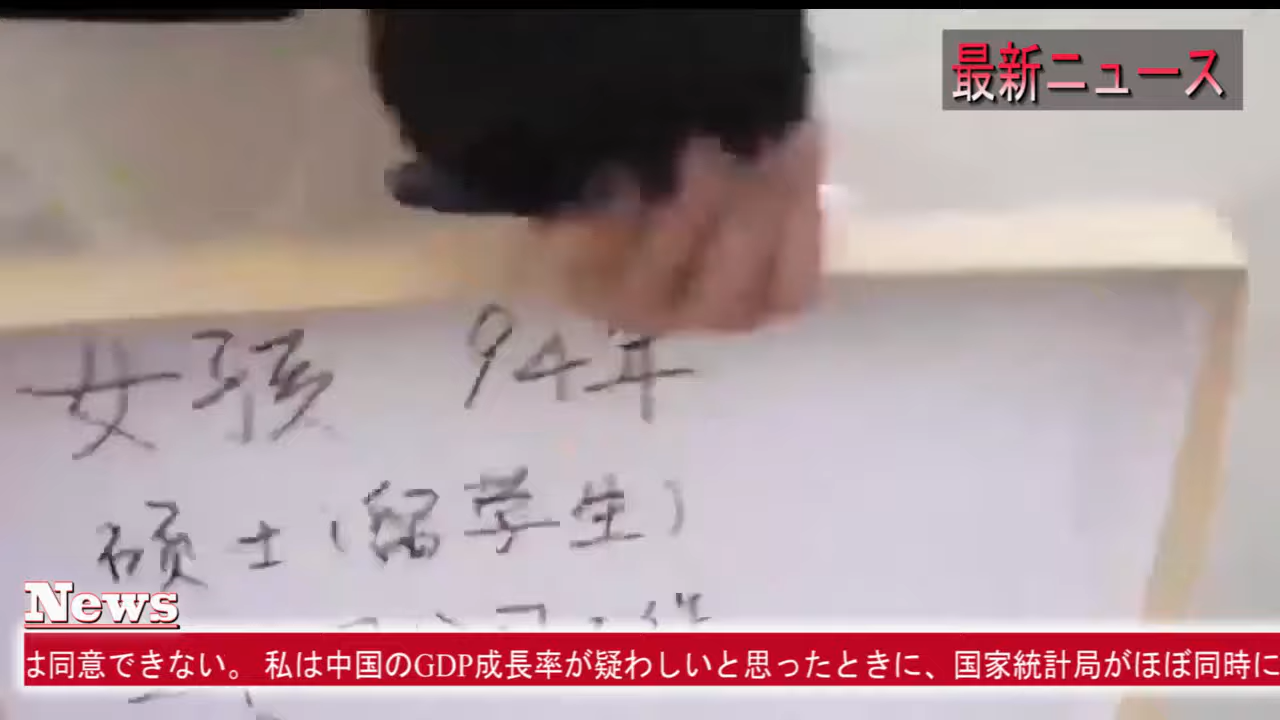 最新ニュース
女孩 94年
硕士(留学生)
News
は同意できない。 私は中国のGDP成長率が疑わしいと思ったときに、国家統計局がほぼ同時に